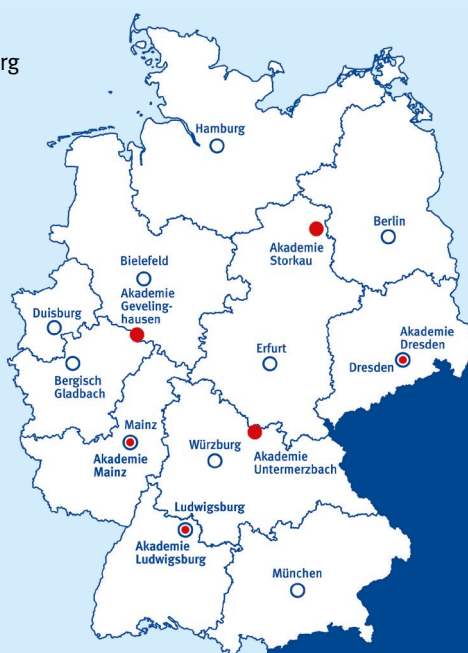 rg
Hamburg
Berlin
Akademie
Storkau
Bielefeld
Akademie
Geveling-
hausen
Duisburg
Bergisch
Gladbach
Erfurt
Akademie
Dresden
Dresden
Mainz
Akademie
Mainz
Würzburg
Akademie
Untermerzbach
Ludwigsburg
Akademie
Ludwigsburg
München